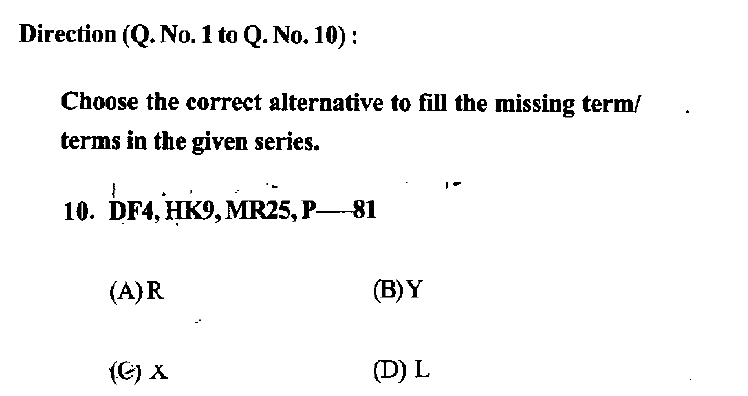 Direction (Q. No. 1 to Q. No. 10) :
Choose the correct alternative to fill the missing term/
terms in the given series.
10. DF4, HK9, MR25, P—–81
(A) R (B) Y
(C) X (D) L